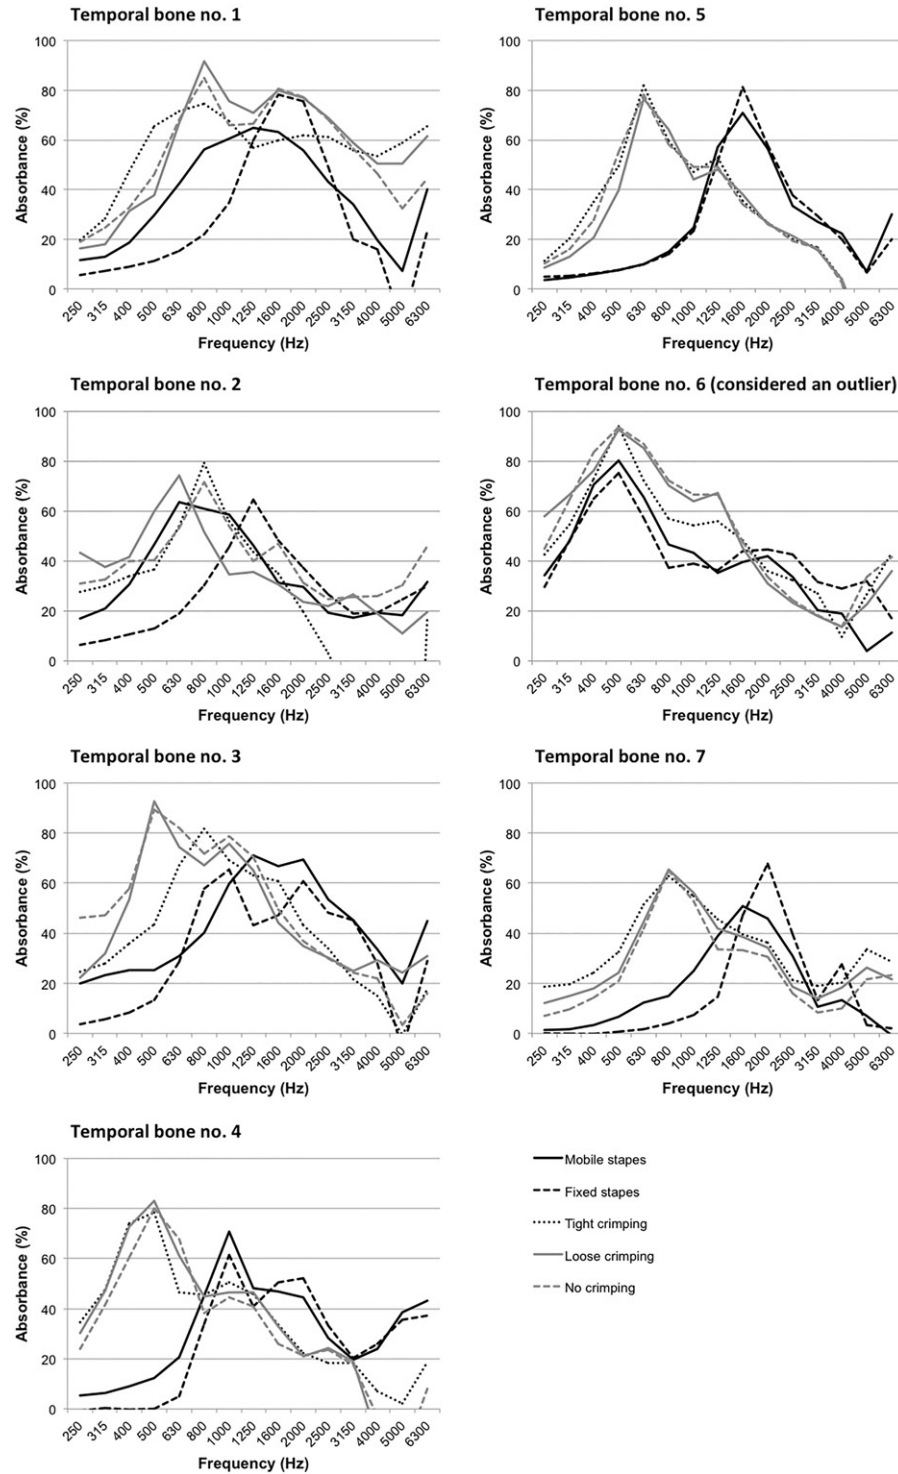 Temporal bone no. 1
Absorbance (%)
100
80
60
40
20
0
250 315 400 500 630 800 1000 1250 1600 2000 2500 3150 4000 5000 6300
Frequency (Hz)
Temporal bone no. 5
Absorbance (%)
100
80
60
40
20
0
250 315 400 500 630 800 1000 1250 1600 2000 2500 3150 4000 5000 6300
Frequency (Hz)
Temporal bone no. 2
Absorbance (%)
100
80
60
40
20
0
250 315 400 500 630 800 1000 1250 1600 2000 2500 3150 4000 5000 6300
Frequency (Hz)
Temporal bone no. 6 (considered an outlier)
Absorbance (%)
100
80
60
40
20
0
250 315 400 500 630 800 1000 1250 1600 2000 2500 3150 4000 5000 6300
Frequency (Hz)
Temporal bone no. 3
Absorbance (%)
100
80
60
40
20
0
250 315 400 500 630 800 1000 1250 1600 2000 2500 3150 4000 5000 6300
Frequency (Hz)
Temporal bone no. 7
Absorbance (%)
100
80
60
40
20
0
250 315 400 500 630 800 1000 1250 1600 2000 2500 3150 4000 5000 6300
Frequency (Hz)
Temporal bone no. 4
Absorbance (%)
100
80
60
40
20
0
250 315 400 500 630 800 1000 1250 1600 2000 2500 3150 4000 5000 6300
Frequency (Hz)
Mobile stapes
Fixed stapes
Tight crimping
Loose crimping
No crimping